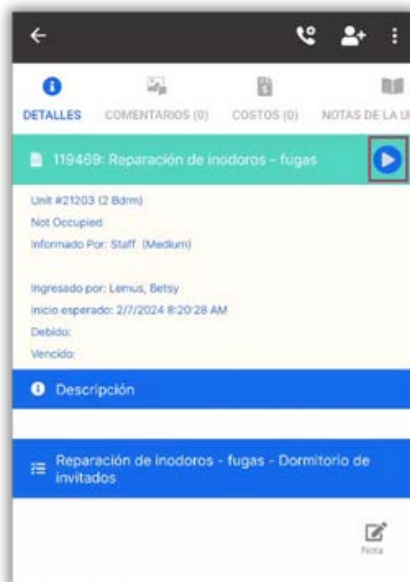 DETALLES COMENTARIOS (0) COSTOS (0) NOTAS DE LA
119469: Reparación de inodoros - fugas
Unit #21203 (2 Bdrm)
Not Occupied
Informado Por: Staff (Medium)
Ingresado por: Lemus, Betsy
Inicio esperado: 2/7/2024 8:20:28 AM
Debido:
Vencido:
Descripción
Reparación de inodoros - fugas - Dormitorio de
invitados
Nota